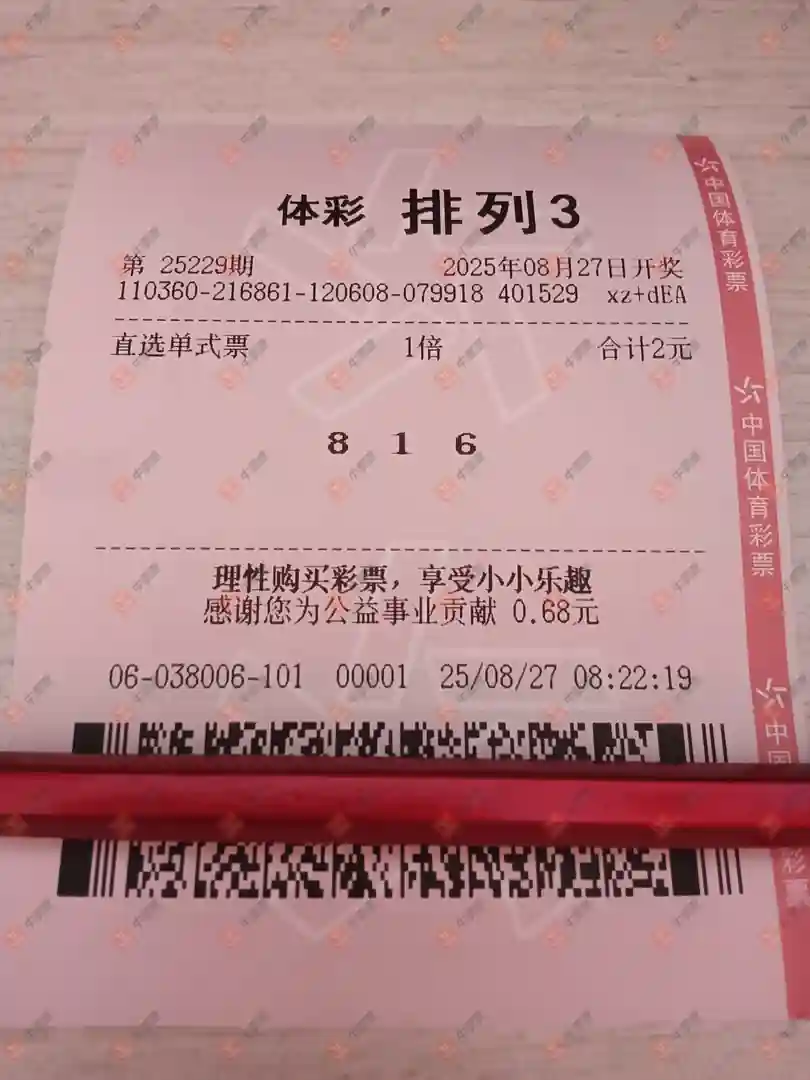 体彩 排列3
第 25229期 2025年08月27日开奖
110360-216861-120608-079918 401529 xz+dEA
直选单式票 1倍 合计2元
8 1 6
理性购买彩票，享受小小乐趣
感谢您为公益事业贡献 0.68元
06-038006-101 00001 25/08/27 08:22:19
中国体育彩票
中国体育彩票
中国
彩票